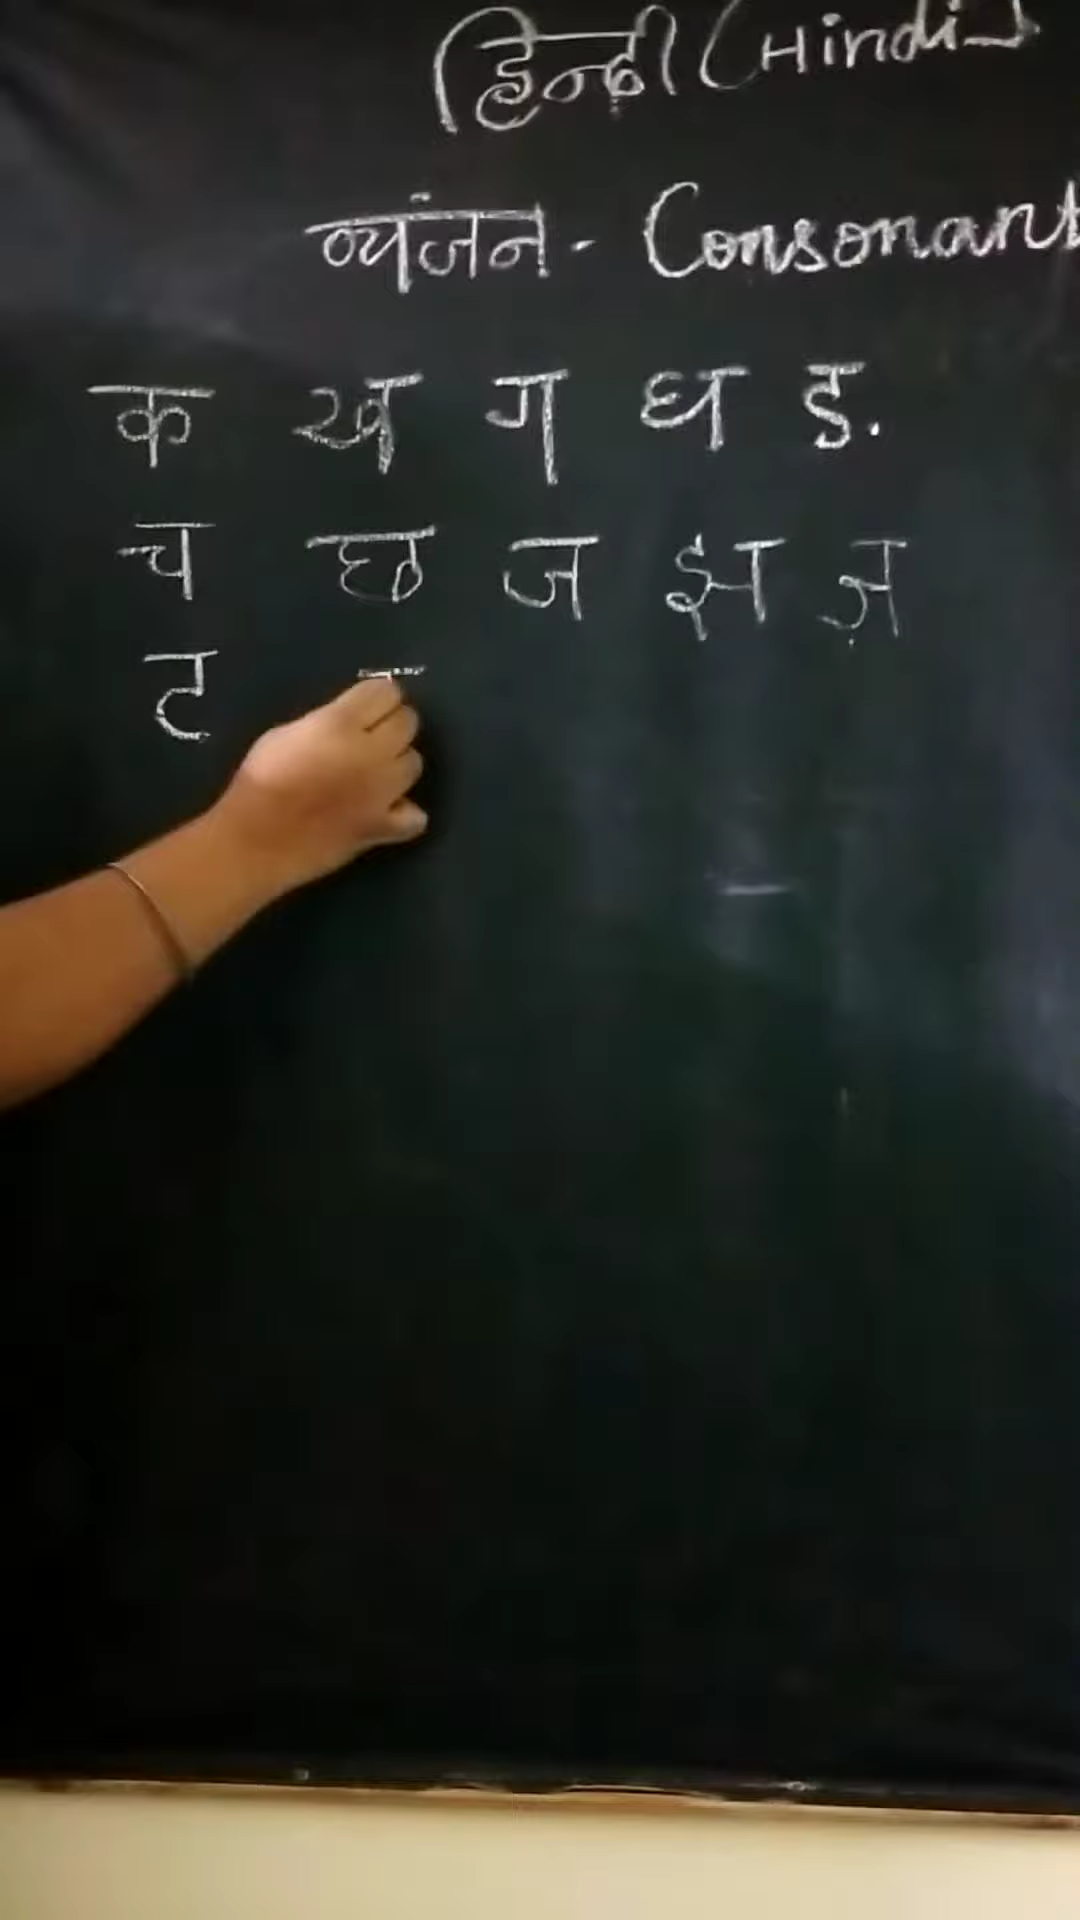 हिन्दी (Hindi)
व्यंजन - Consonant
क ख ग घ ङ
च छ ज झ ज़
ट